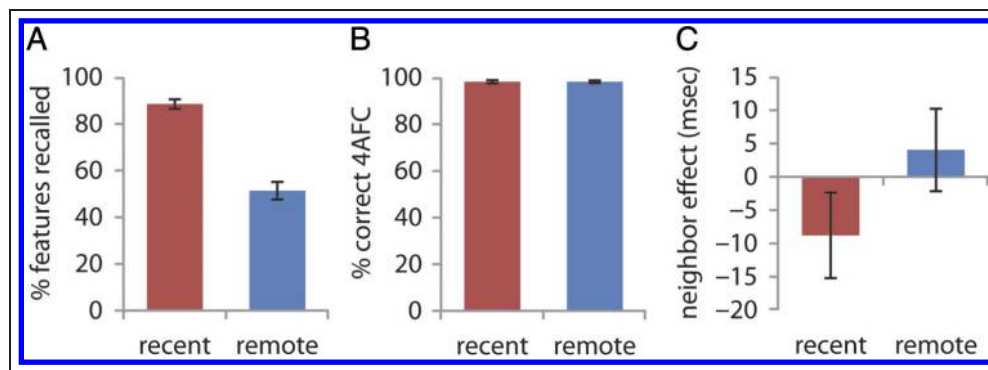 A
% features recalled
100
80
60
40
20
0
recent remote
B
% correct 4AFC
100
80
60
40
20
0
recent remote
C
neighbor effect (msec)
15
10
5
0
−5
−10
−15
−20
recent remote